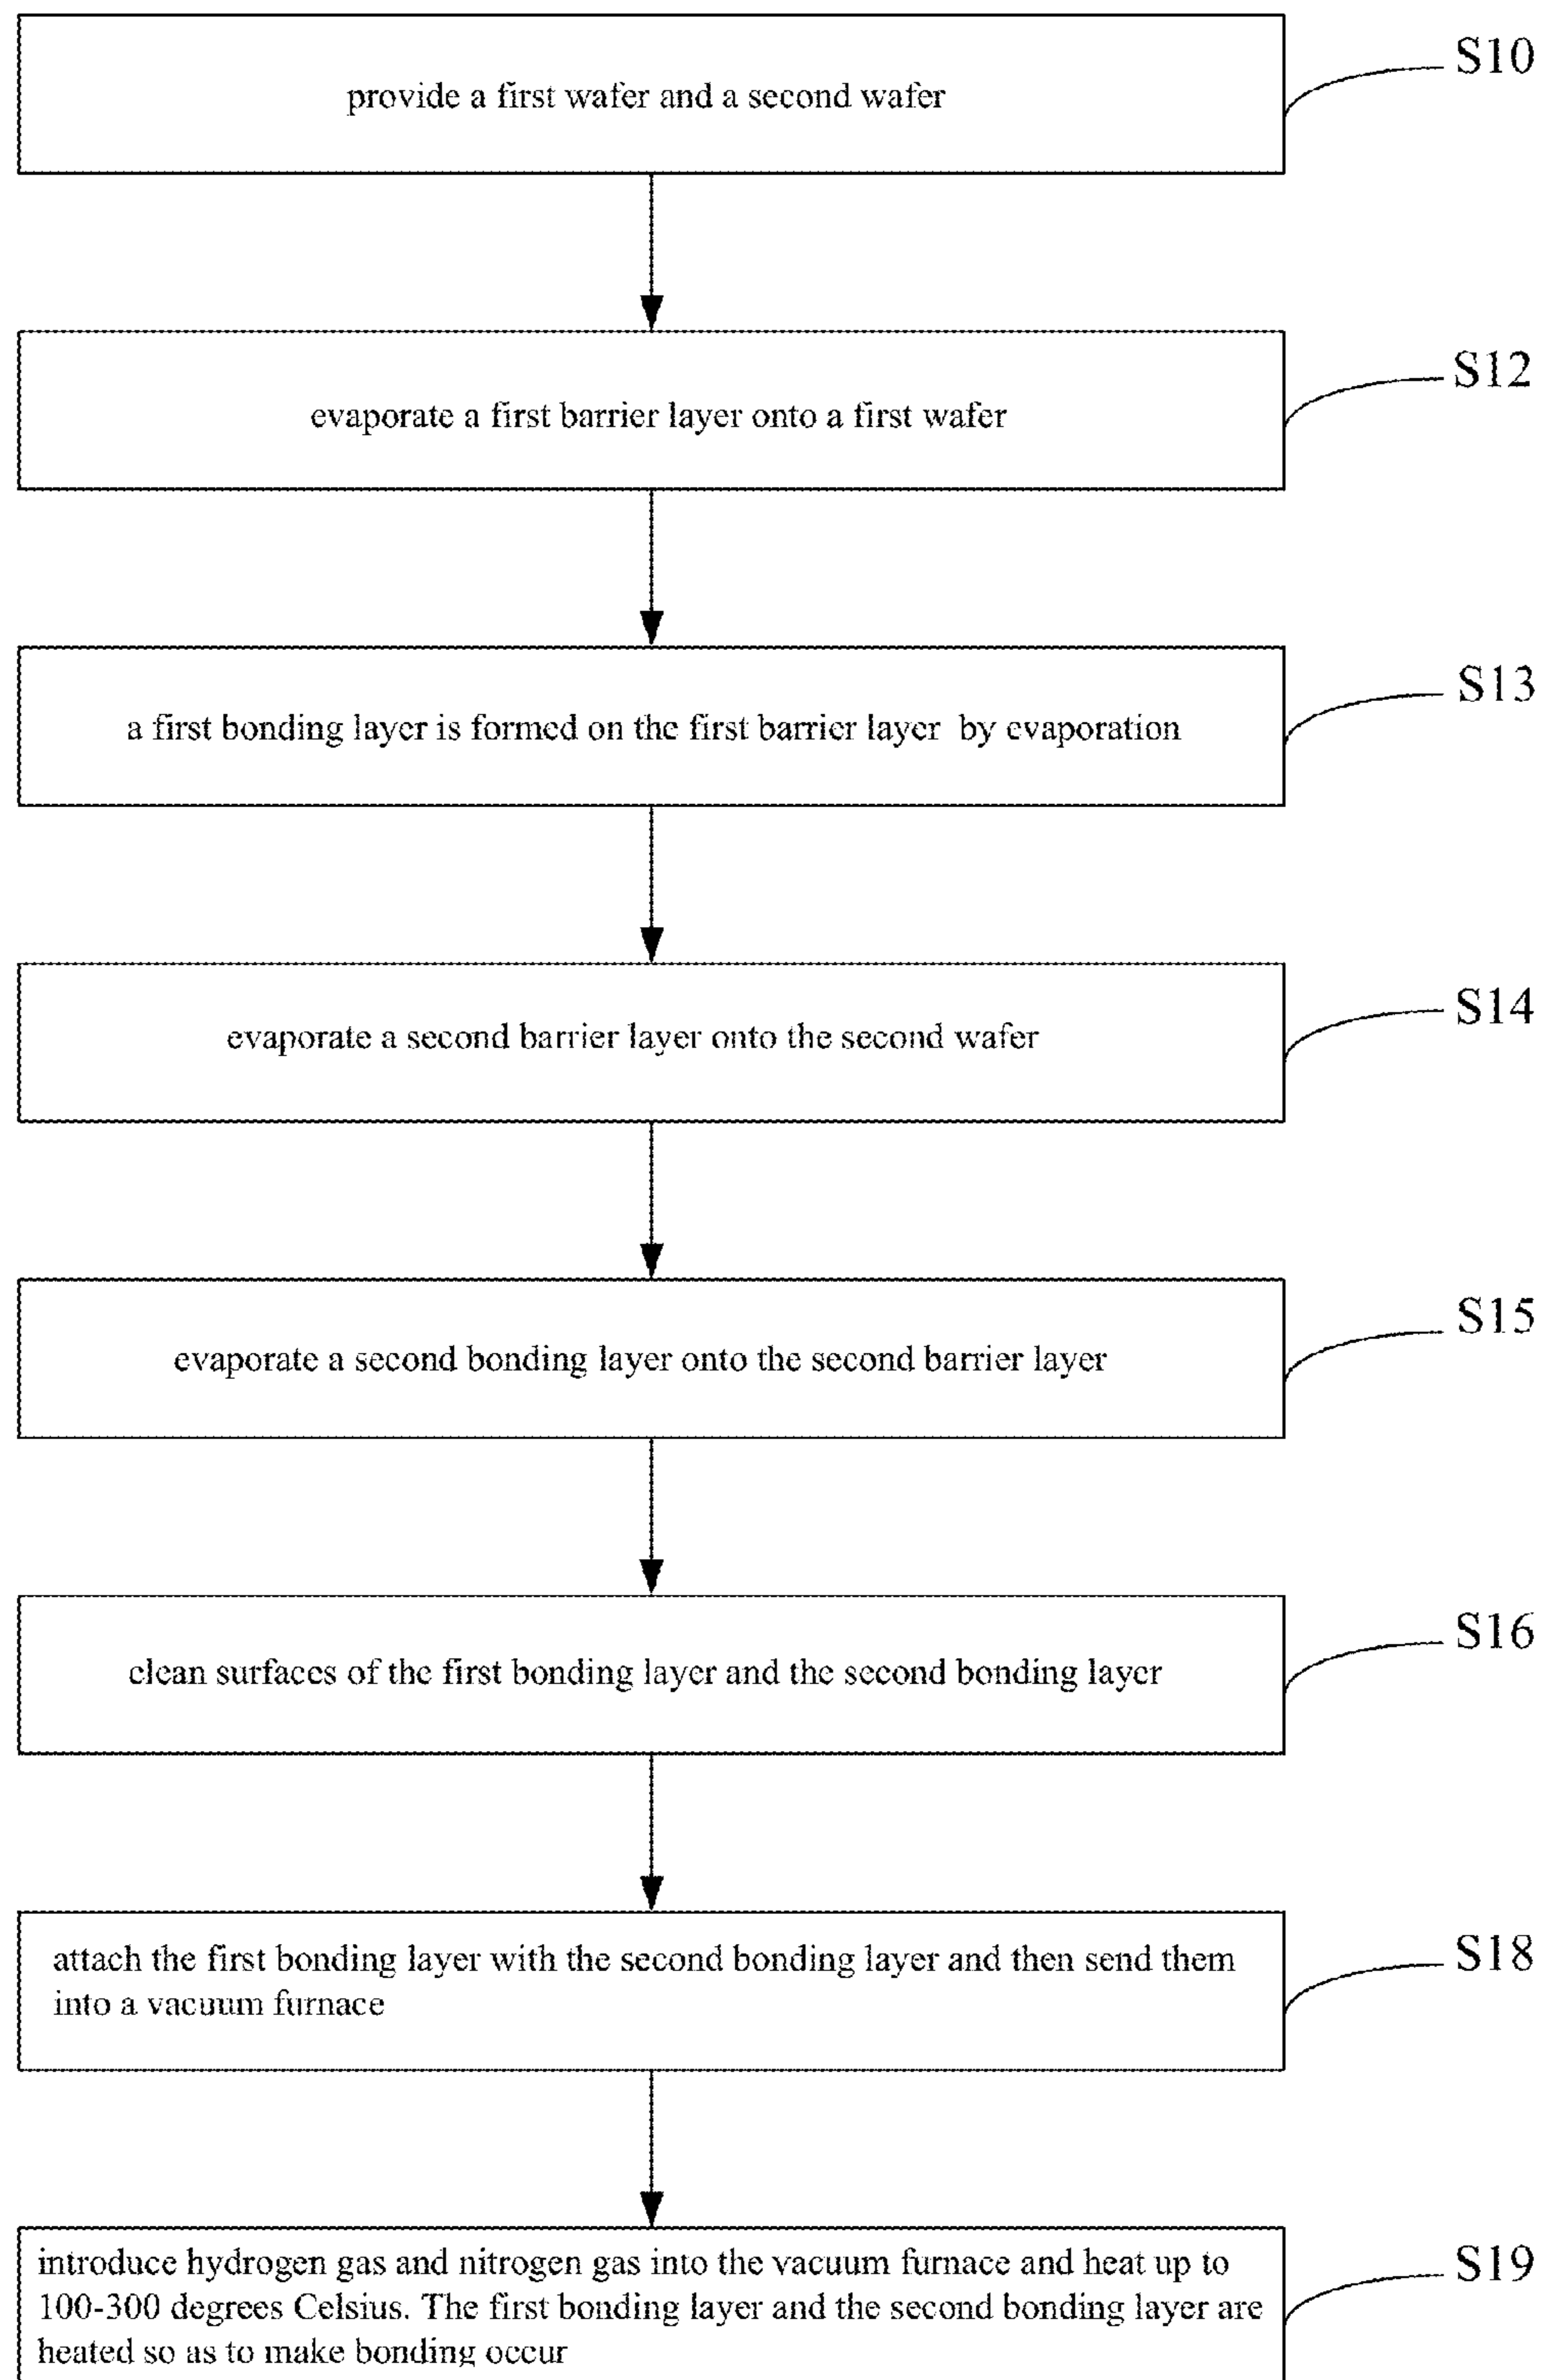 provide a first wafer and a second wafer
S10
evaporate a first barrier layer onto a first wafer
S12
a first bonding layer is formed on the first barrier layer by evaporation
S13
evaporate a second barrier layer onto the second wafer
S14
evaporate a second bonding layer onto the second barrier layer
S15
clean surfaces of the first bonding layer and the second bonding layer
S16
attach the first bonding layer with the second bonding layer and then send them
into a vacuum furnace
S18
introduce hydrogen gas and nitrogen gas into the vacuum furnace and heat up to
100-300 degrees Celsius. The first bonding layer and the second bonding layer are
heated so as to make bonding occur
S19